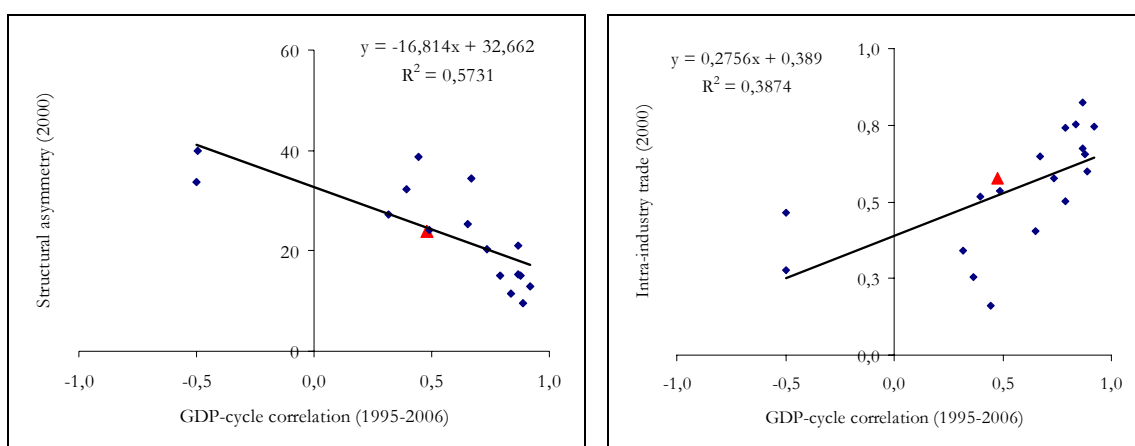 y = -16,814x + 32,662
R² = 0,5731
60
40
20
0
-1,0 -0,5 0,0 0,5 1,0
Structural asymmetry (2000)
GDP-cycle correlation (1995-2006)
y = 0,2756x + 0,389
R² = 0,3874
1,0
0,8
0,5
0,3
0,0
-1,0 -0,5 0,0 0,5 1,0
Intra-industry trade (2000)
GDP-cycle correlation (1995-2006)